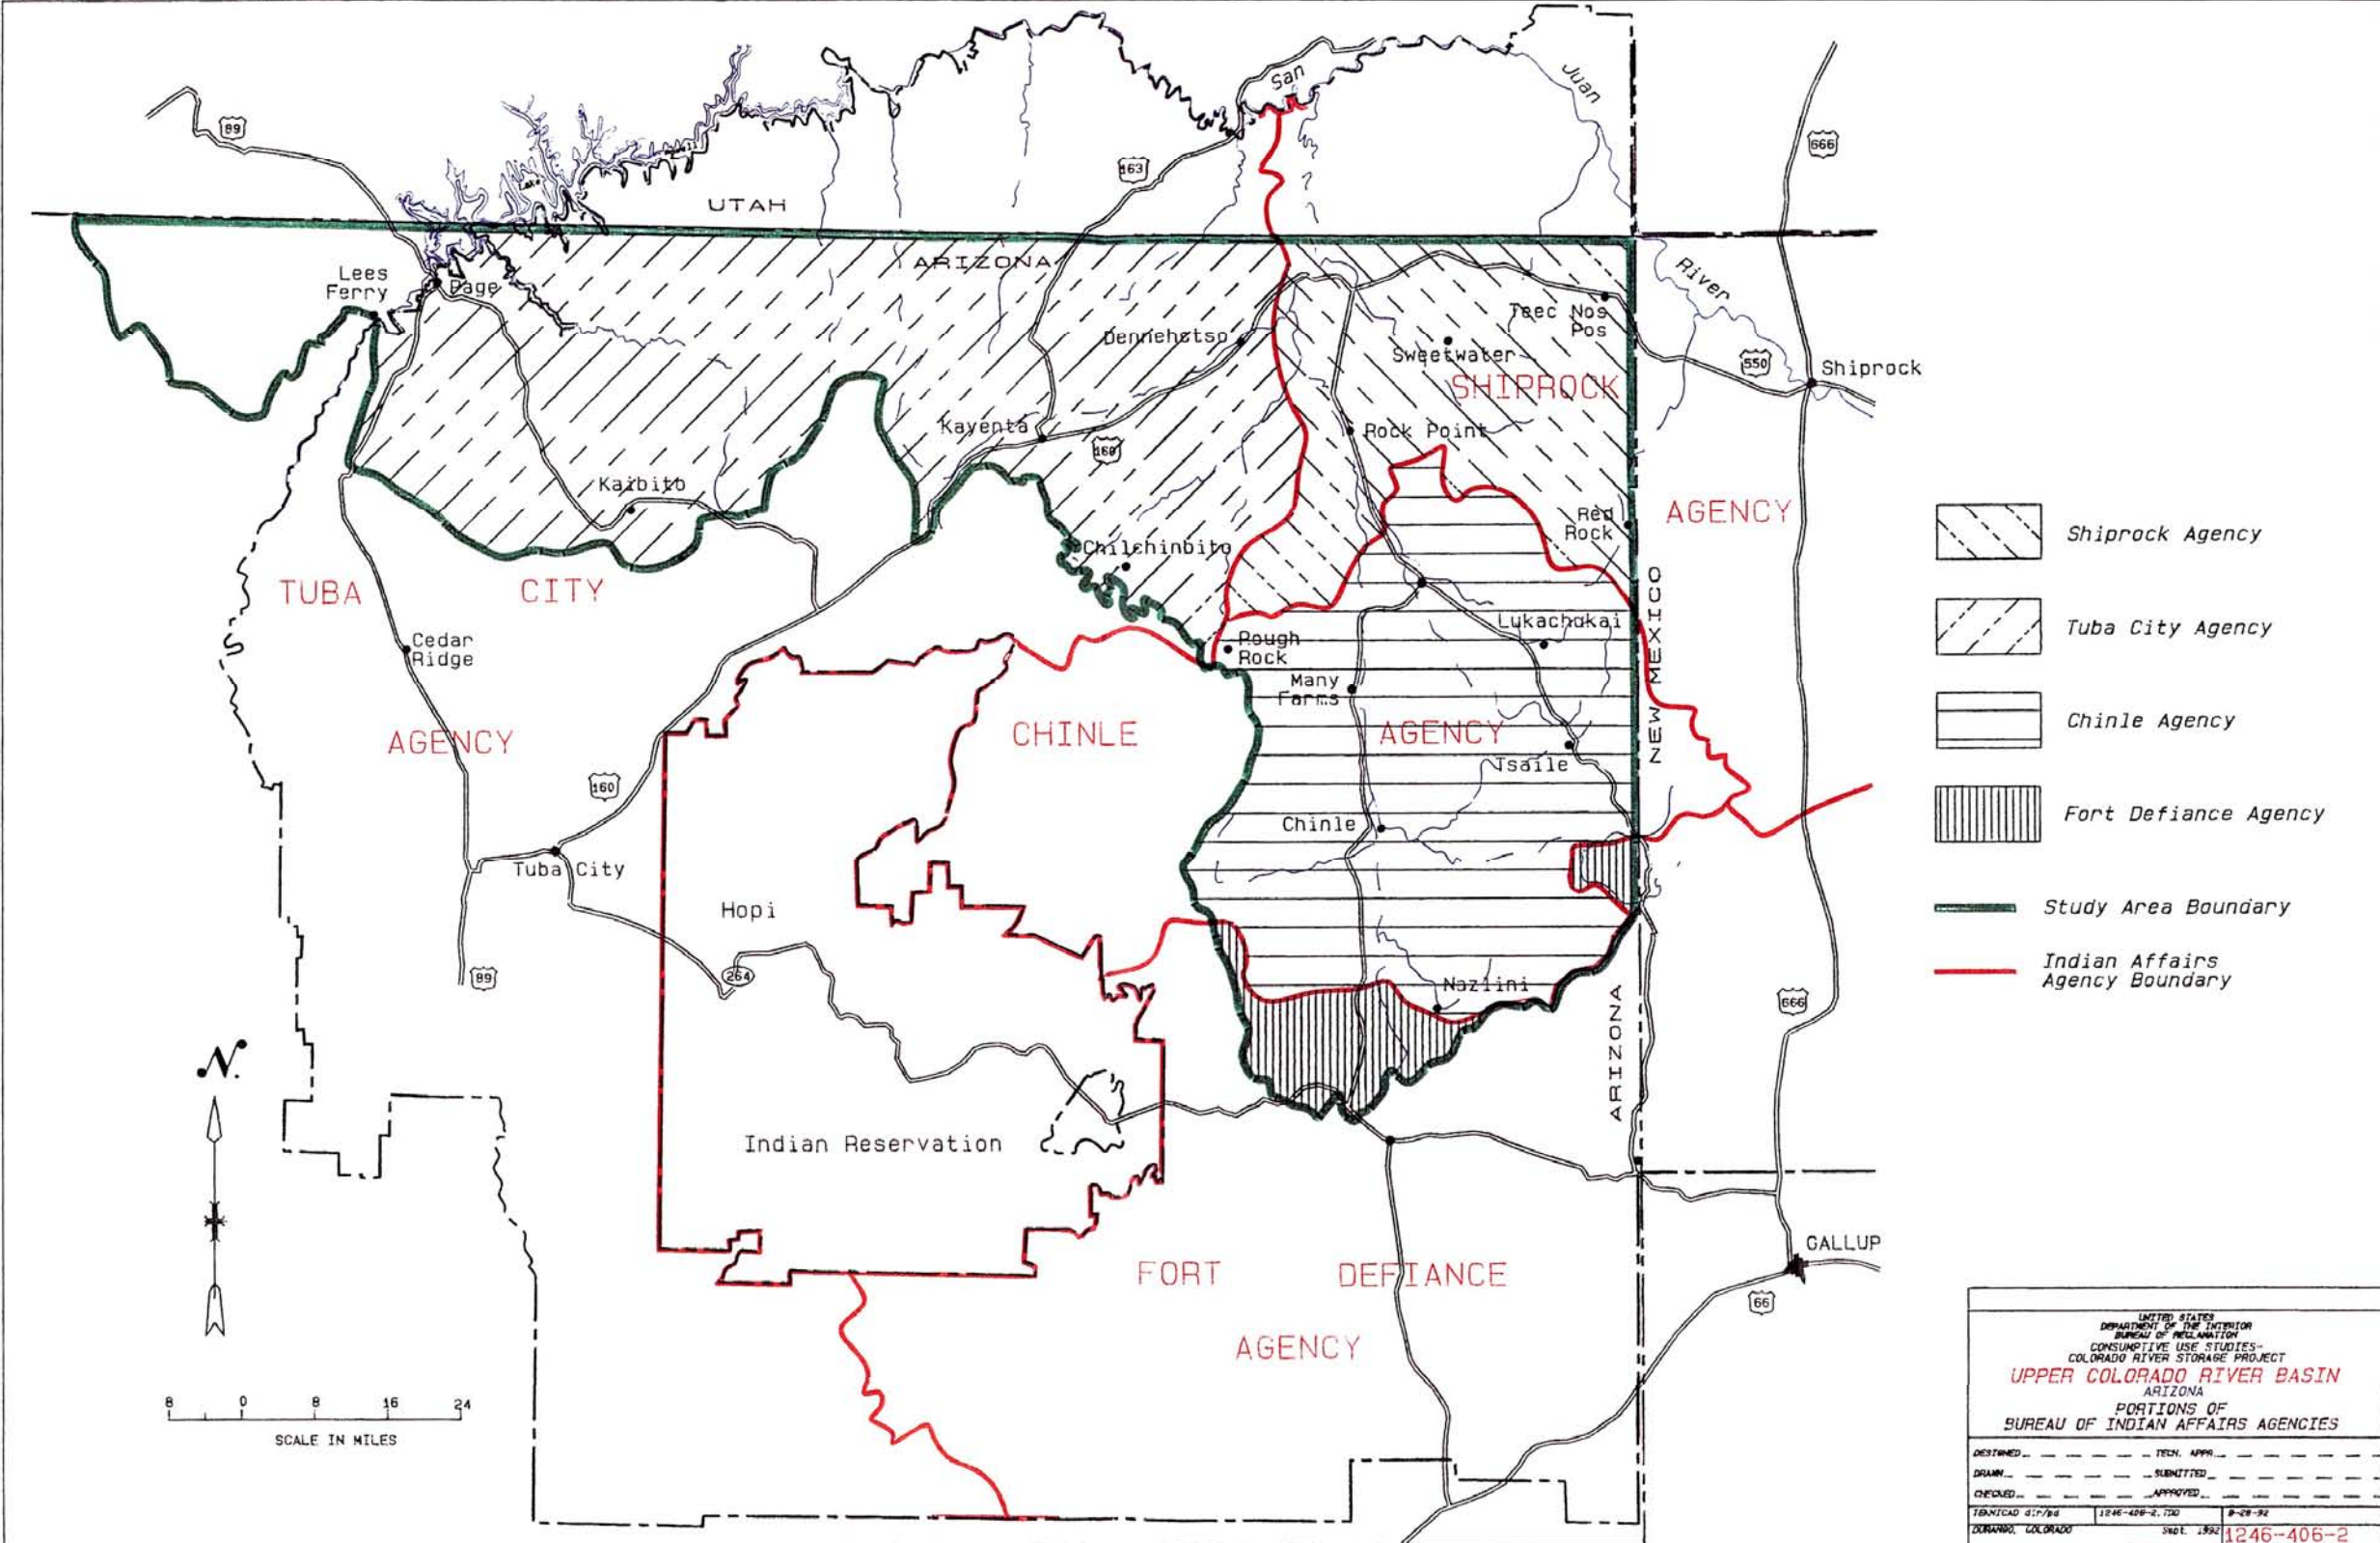 San
Juan
89
666
163
UTAH
ARIZONA
Lees
Ferry
Page
River
Teec Nos
Pos
Dennehotso
Sweetwater
550
Shiprock
SHIPROCK
Kayenta
160
Rock Point
Kaibito
Red
Rock
AGENCY
Shiprock Agency
Chilchinbito
TUBA CITY
Lukachukai
Tuba City Agency
Cedar
Ridge
Rough
Rock
NEW MEXICO
Many
Farms
AGENCY
CHINLE
AGENCY
Chinle Agency
Tsaile
160
Chinle
Fort Defiance Agency
Tuba City
Hopi
Study Area Boundary
264
89
Nazlini
Indian Affairs
Agency Boundary
666
ARIZONA
N.
Indian Reservation
GALLUP
FORT DEFIANCE
66
AGENCY
8 0 8 16 24
SCALE IN MILES
UNITED STATES
DEPARTMENT OF THE INTERIOR
BUREAU OF RECLAMATION
CONSUMPTIVE USE STUDIES-
COLORADO RIVER STORAGE PROJECT
UPPER COLORADO RIVER BASIN
ARIZONA
PORTIONS OF
BUREAU OF INDIAN AFFAIRS AGENCIES
DESIGNED TECH. APPR.
DRAWN SUBMITTED
CHECKED APPROVED
1246-406-2
DURANGO, COLORADO Sept. 1992 1246-406-2